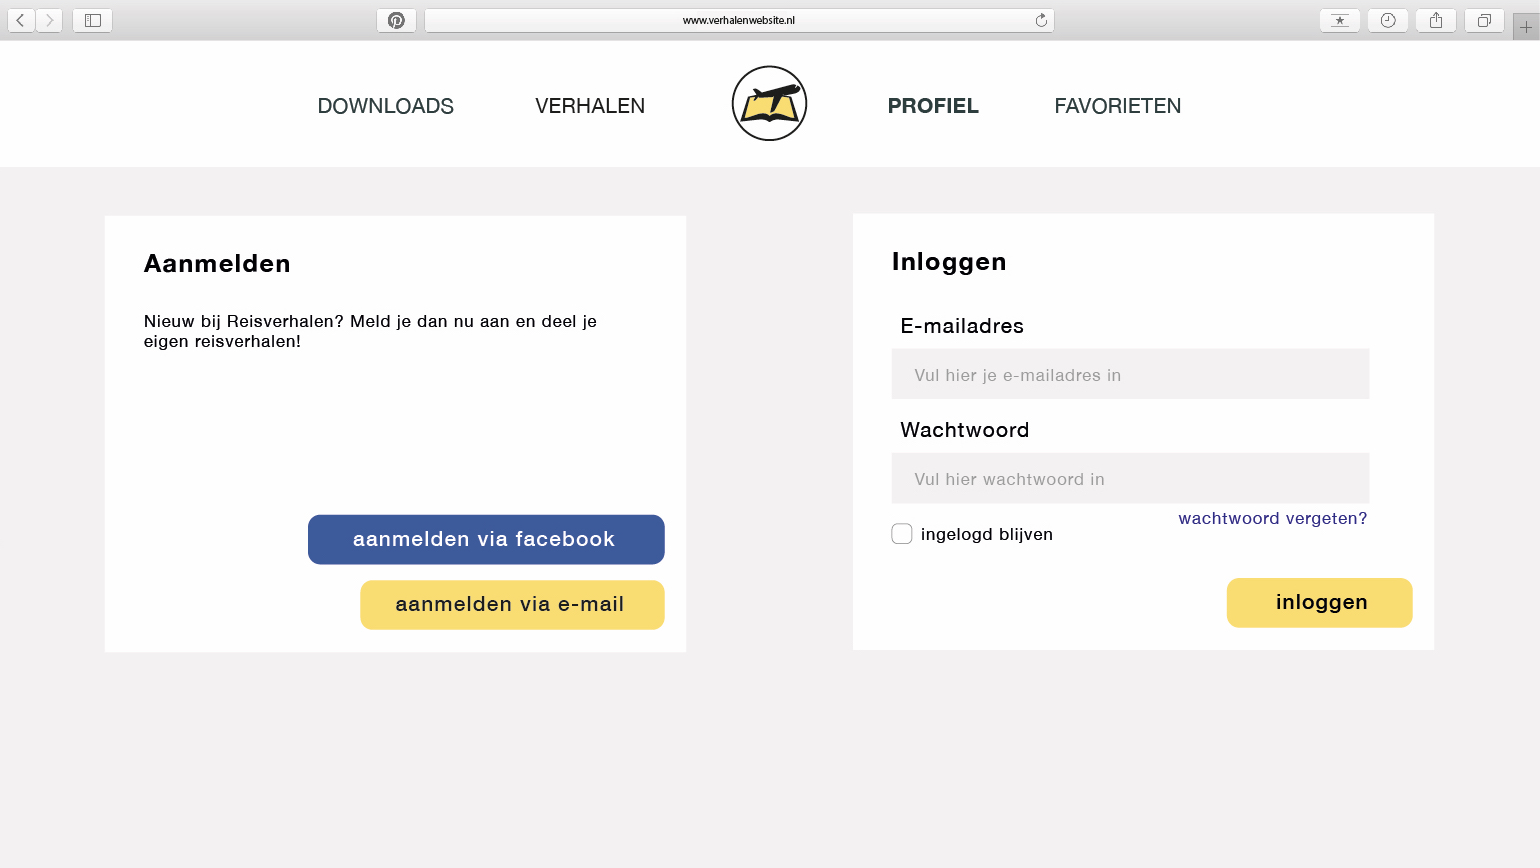 www.verhalenwebsite.nl
DOWNLOADS
VERHALEN
PROFIEL
FAVORIETEN
Aanmelden
Nieuw bij Reisverhalen? Meld je dan nu aan en deel je
eigen reisverhalen!
aanmelden via facebook
aanmelden via e-mail
Inloggen
E-mailadres
Vul hier je e-mailadres in
Wachtwoord
Vul hier wachtwoord in
wachtwoord vergeten?
ingelogd blijven
inloggen